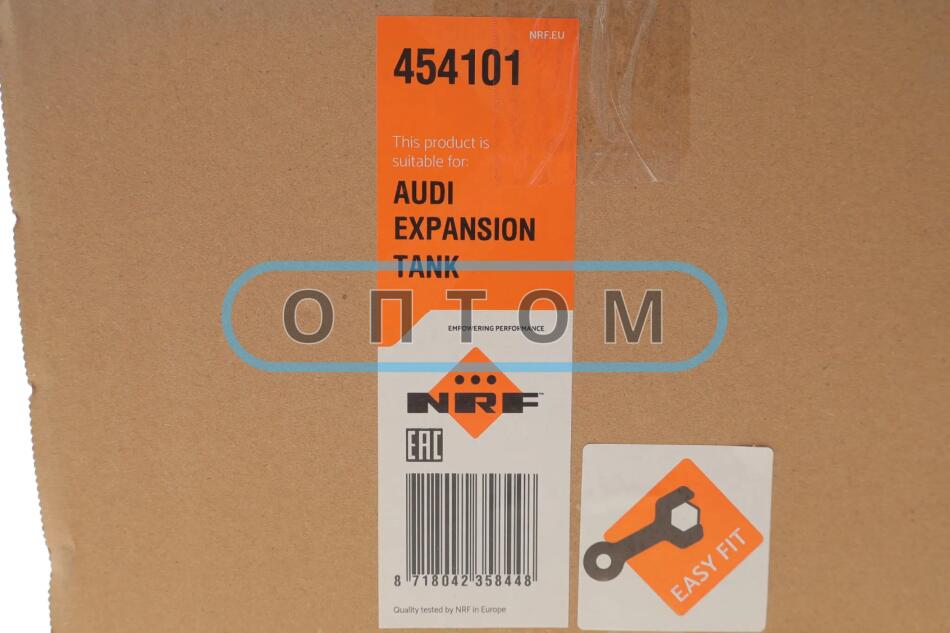 NRF.EU
454101
This product is
suitable for:
AUDI
EXPANSION
TANK
ОПТОМ
EMPOWERING PERFORMANCE
NRF™
EAC
8 718042 358448
Quality tested by NRF in Europe
EASY FIT